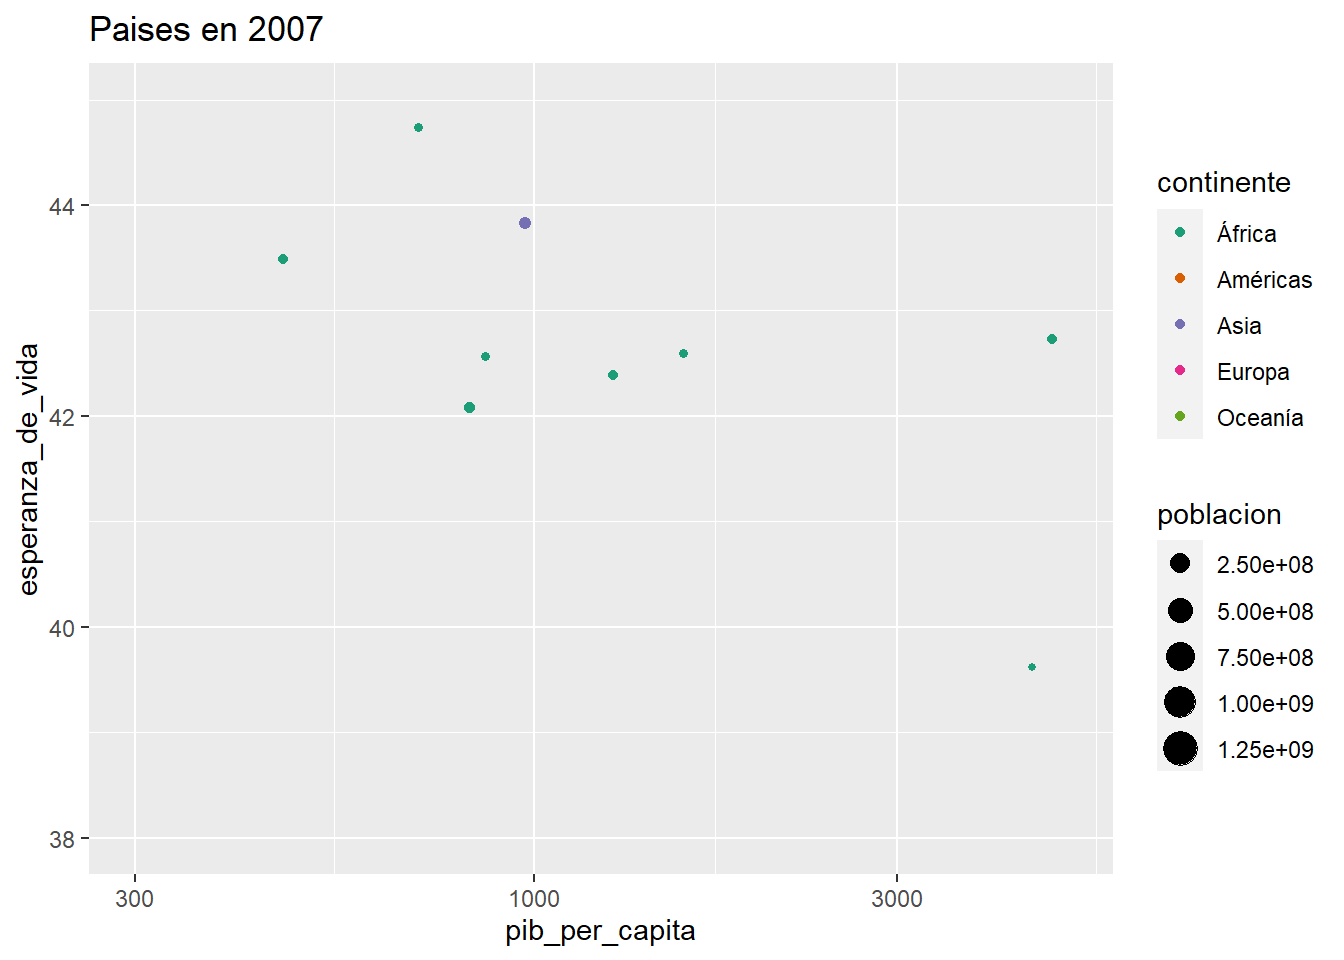 Paises en 2007
esperanza_de_vida
44
42
40
38
300
1000
3000
pib_per_capita
continente
África
Américas
Asia
Europa
Oceanía
poblacion
2.50e+08
5.00e+08
7.50e+08
1.00e+09
1.25e+09